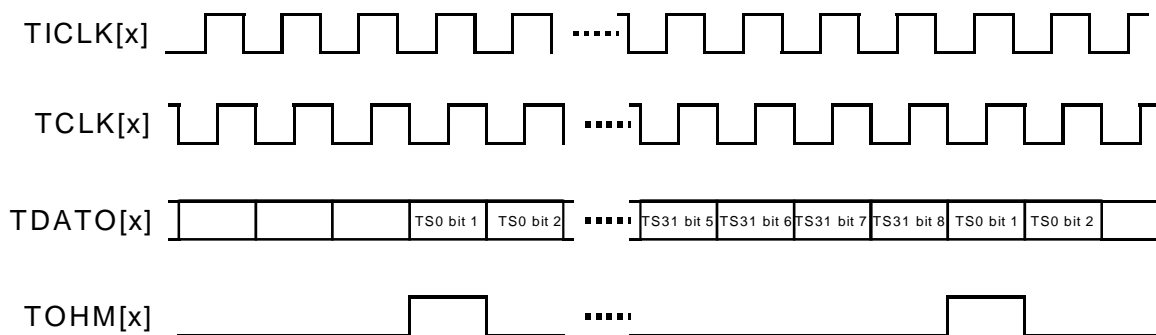 TICLK[x]
TCLK[x]
TDATO[x] TS0 bit 1 TS0 bit 2 TS31 bit 5 TS31 bit 6 TS31 bit 7 TS31 bit 8 TS0 bit 1 TS0 bit 2
TOHM[x]